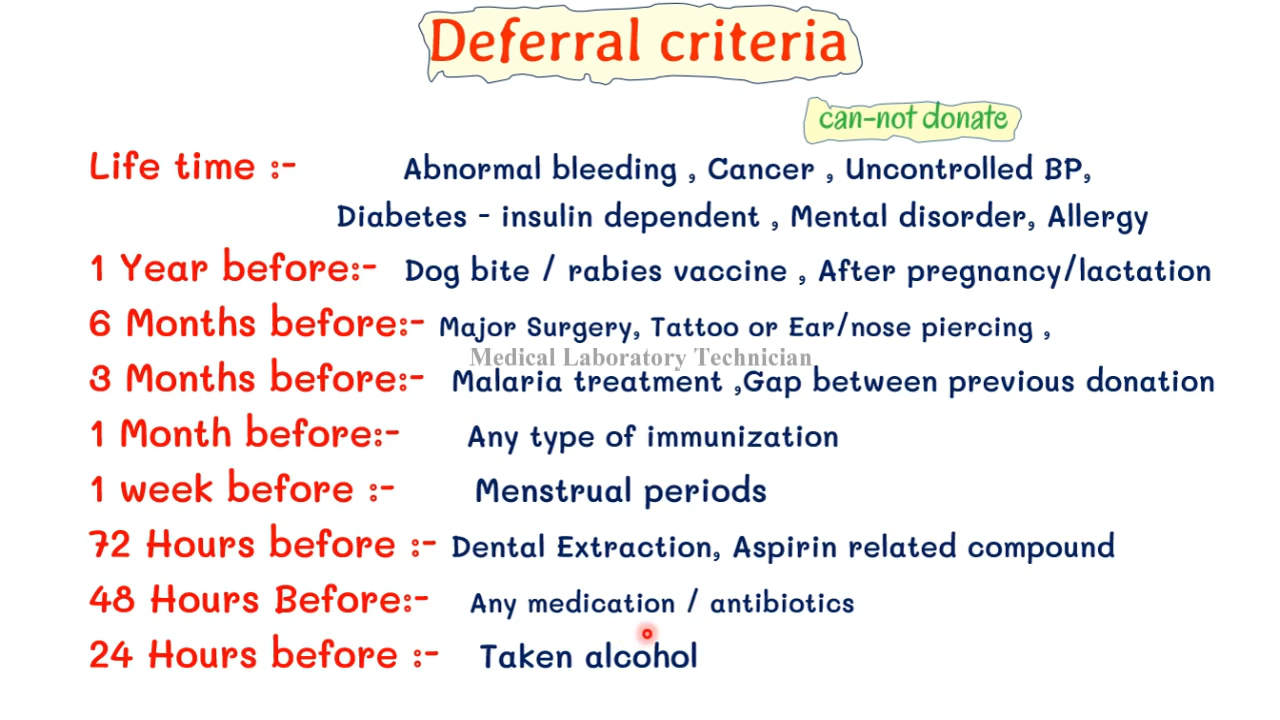 Deferral criteria
can-not donate
Life time :- Abnormal bleeding , Cancer , Uncontrolled BP,
Diabetes - insulin dependent , Mental disorder, Allergy
1 Year before:- Dog bite / rabies vaccine , After pregnancy/lactation
6 Months before:- Major Surgery, Tattoo or Ear/nose piercing ,
Medical Laboratory Technician
3 Months before:- Malaria treatment ,Gap between previous donation
1 Month before:- Any type of immunization
1 week before :- Menstrual periods
72 Hours before :- Dental Extraction, Aspirin related compound
48 Hours Before:- Any medication / antibiotics
24 Hours before :- Taken alcohol